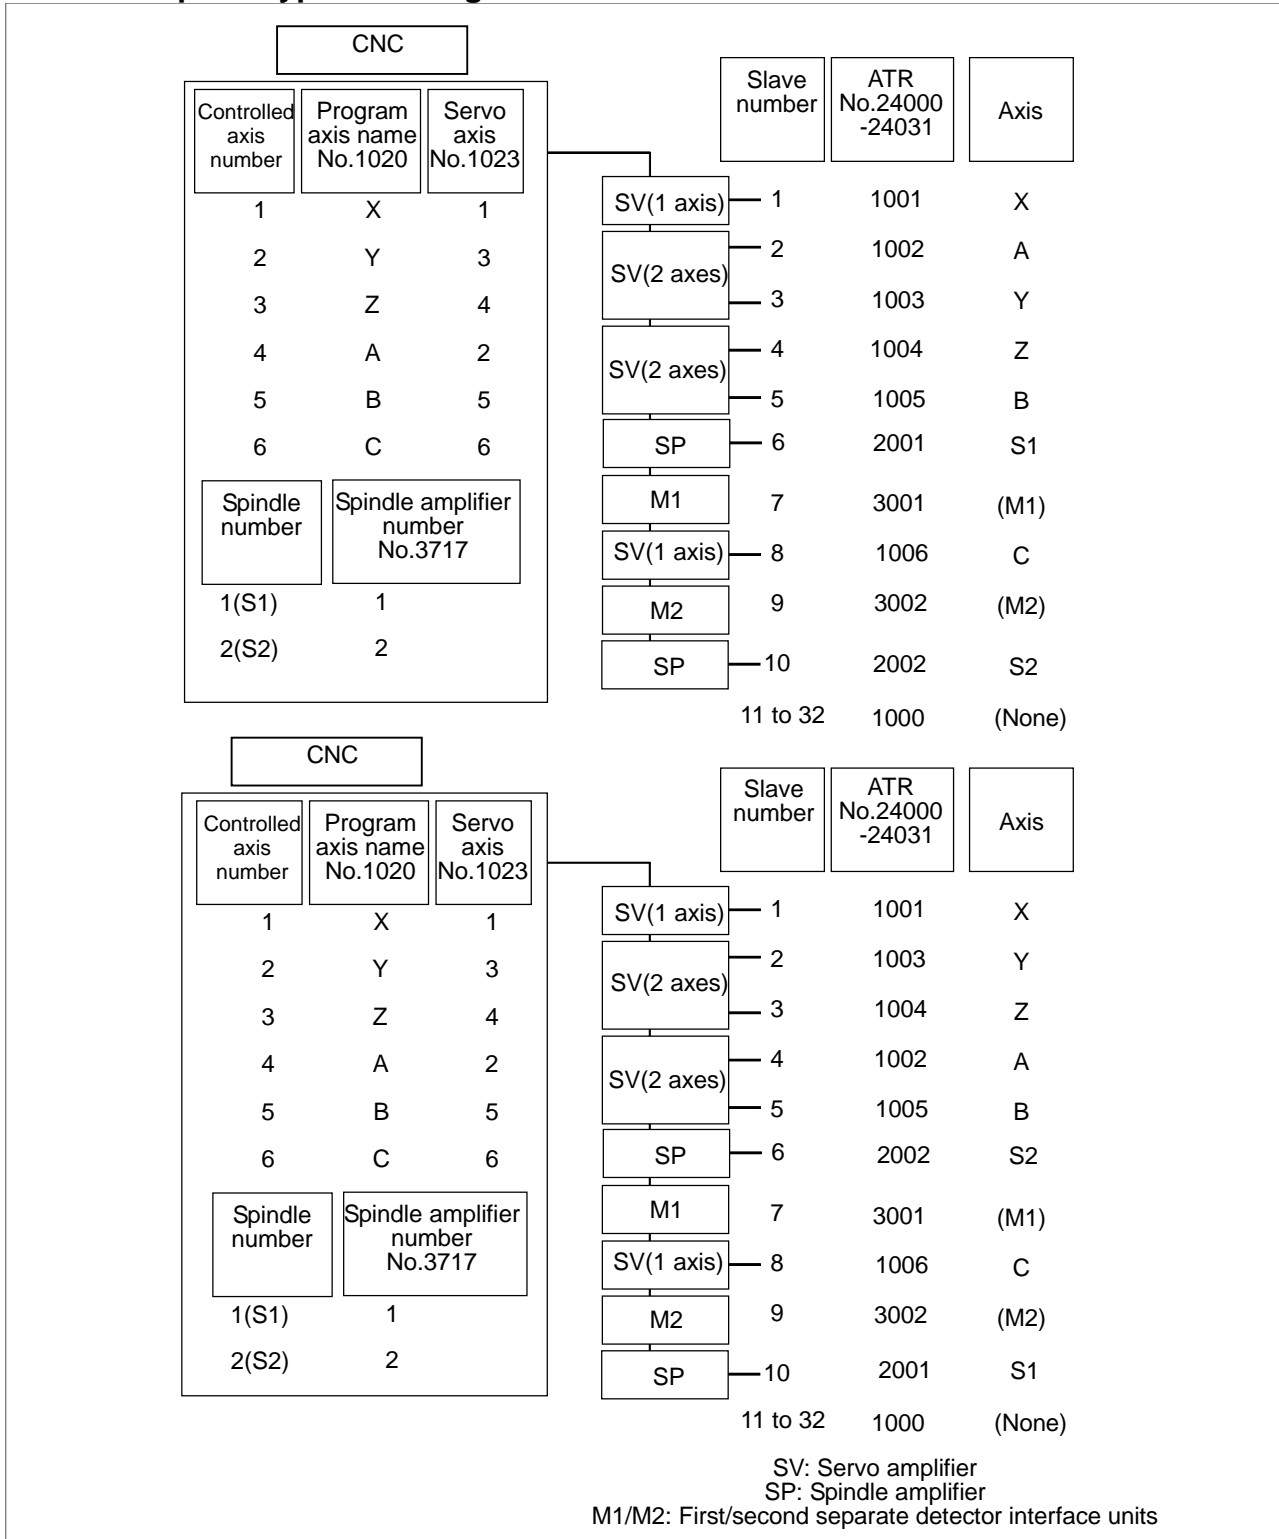 CNC
Controlled axis number
Program axis name No.1020
Servo axis No.1023
1 X 1
2 Y 3
3 Z 4
4 A 2
5 B 5
6 C 6
Spindle number
Spindle amplifier number No.3717
1(S1) 1
2(S2) 2
Slave number
ATR No.24000 -24031
Axis
SV(1 axis) 1 1001 X
SV(2 axes) 2 1002 A
3 1003 Y
SV(2 axes) 4 1004 Z
5 1005 B
SP 6 2001 S1
M1 7 3001 (M1)
SV(1 axis) 8 1006 C
M2 9 3002 (M2)
SP 10 2002 S2
11 to 32 1000 (None)
CNC
Controlled axis number
Program axis name No.1020
Servo axis No.1023
1 X 1
2 Y 3
3 Z 4
4 A 2
5 B 5
6 C 6
Spindle number
Spindle amplifier number No.3717
1(S1) 1
2(S2) 2
Slave number
ATR No.24000 -24031
Axis
SV(1 axis) 1 1001 X
SV(2 axes) 2 1003 Y
3 1004 Z
SV(2 axes) 4 1002 A
5 1005 B
SP 6 2002 S2
M1 7 3001 (M1)
SV(1 axis) 8 1006 C
M2 9 3002 (M2)
SP 10 2001 S1
11 to 32 1000 (None)
SV: Servo amplifier
SP: Spindle amplifier
M1/M2: First/second separate detector interface units